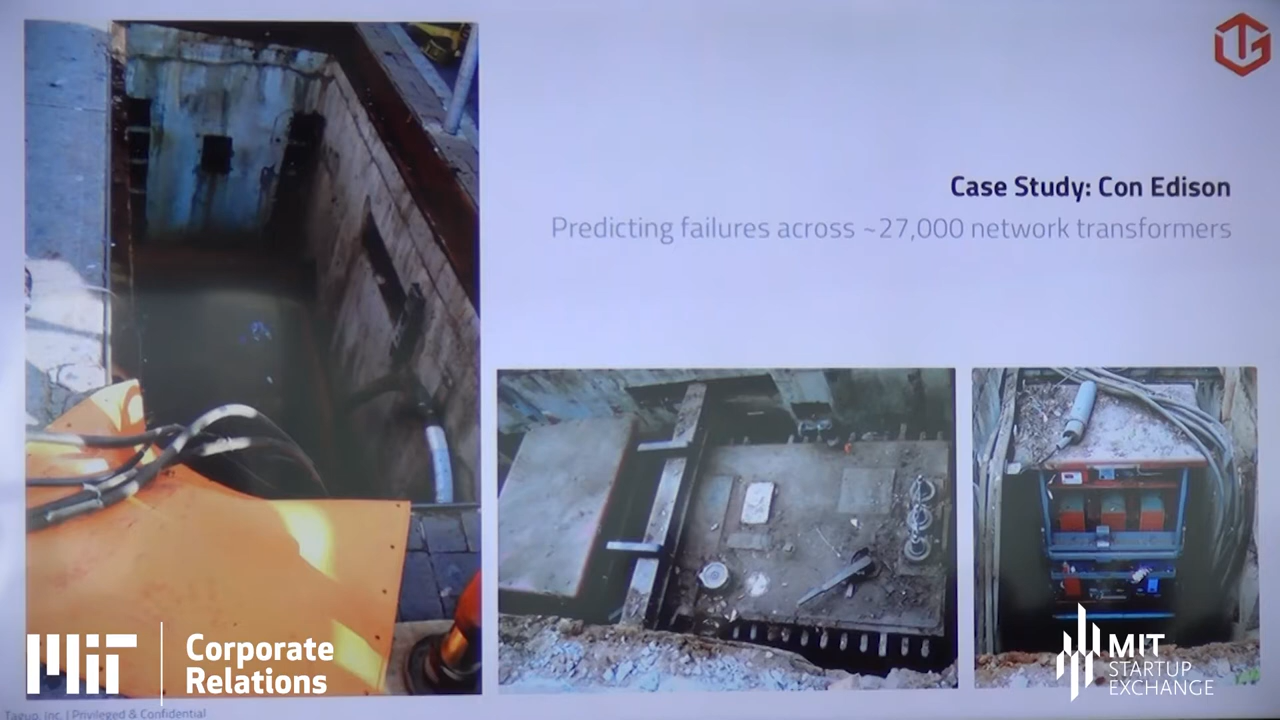 Case Study: Con Edison
Predicting failures across ~27,000 network transformers
MIT
Corporate
Relations
MIT
STARTUP
EXCHANGE
Tagup, Inc. | Privileged & Confidential